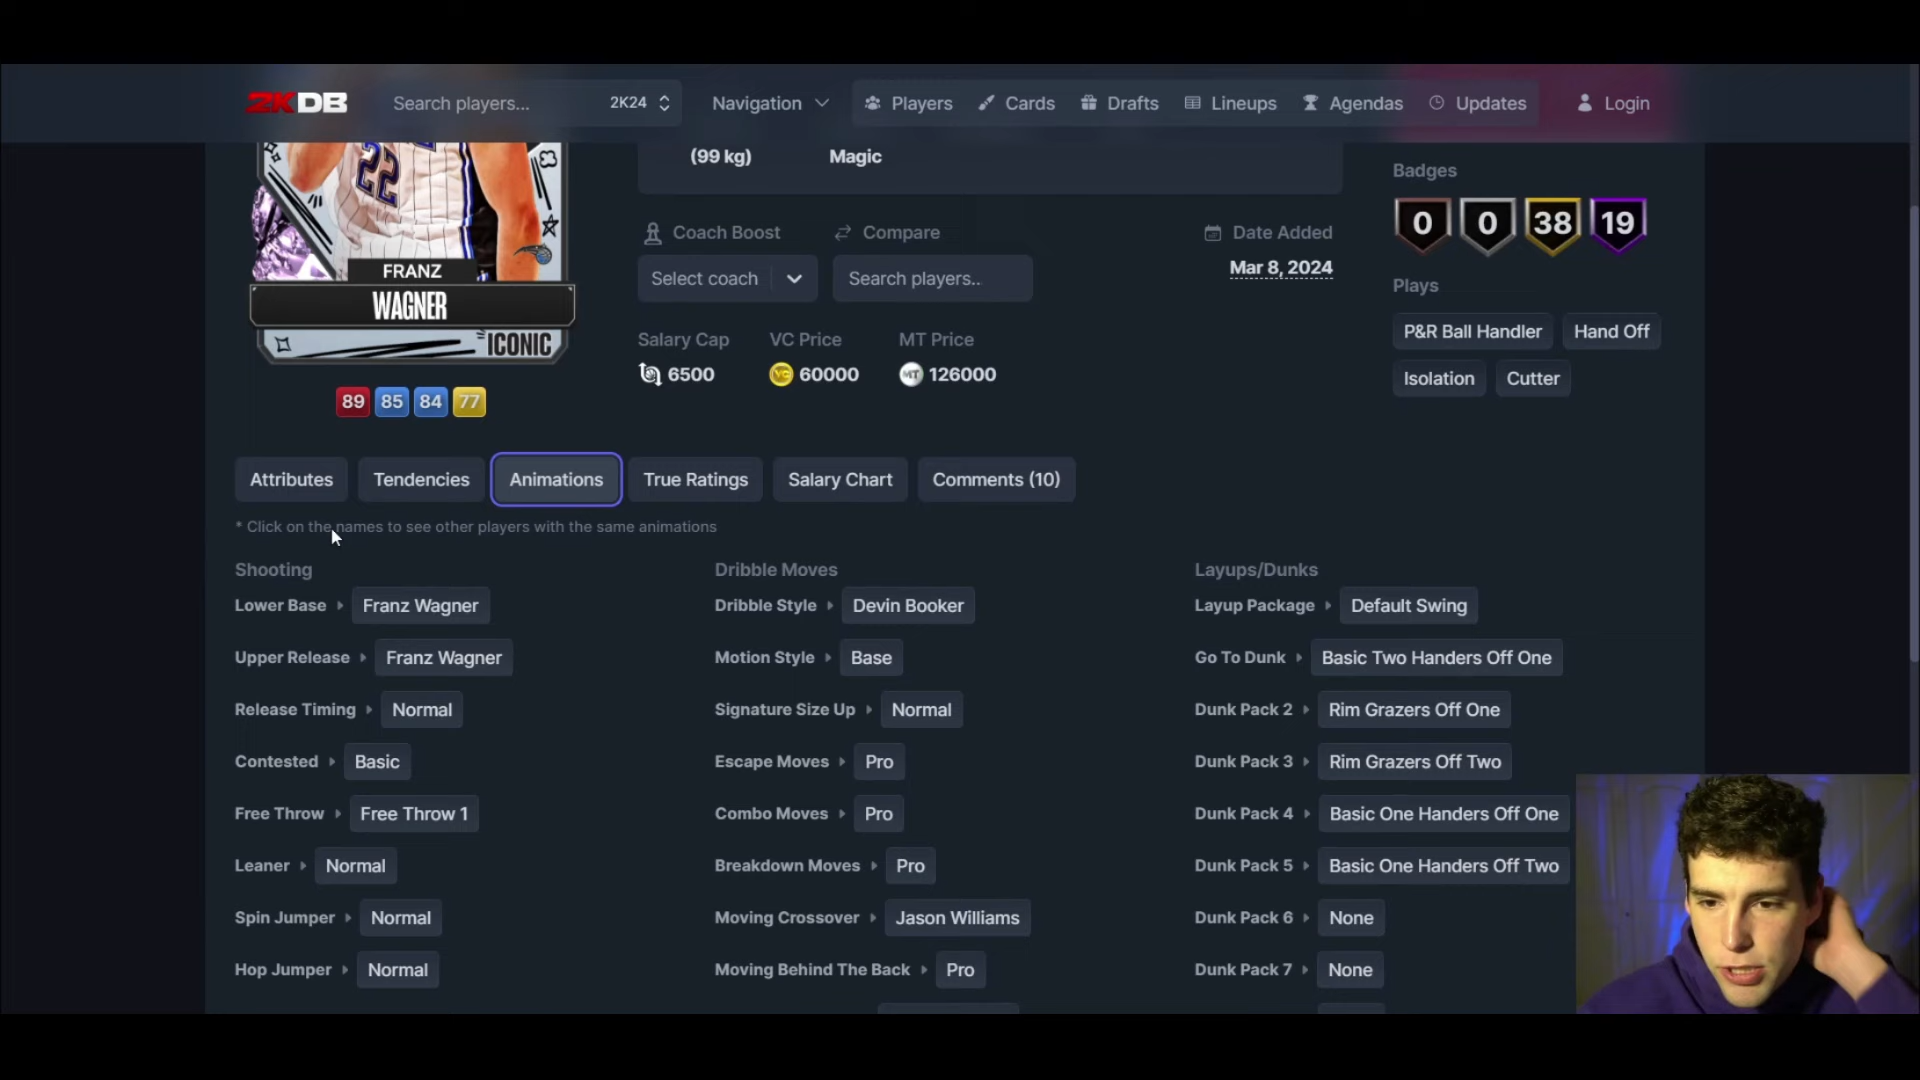 2KDB
Search players...
2K24
Navigation
Players
Cards
Drafts
Lineups
Agendas
Updates
Login
22
FRANZ
WAGNER
ICONIC
89 85 84 77
(99 kg)
Magic
Coach Boost
Select coach
Compare
Search players..
Date Added
Mar 8, 2024
Salary Cap
6500
VC Price
VC 60000
MT Price
MT 126000
Badges
0 0 38 19
Plays
P&R Ball Handler
Hand Off
Isolation
Cutter
Attributes
Tendencies
Animations
True Ratings
Salary Chart
Comments (10)
* Click on the names to see other players with the same animations
Shooting
Lower Base Franz Wagner
Upper Release Franz Wagner
Release Timing Normal
Contested Basic
Free Throw Free Throw 1
Leaner Normal
Spin Jumper Normal
Hop Jumper Normal
Dribble Moves
Dribble Style Devin Booker
Motion Style Base
Signature Size Up Normal
Escape Moves Pro
Combo Moves Pro
Breakdown Moves Pro
Moving Crossover Jason Williams
Moving Behind The Back Pro
Layups/Dunks
Layup Package Default Swing
Go To Dunk Basic Two Handers Off One
Dunk Pack 2 Rim Grazers Off One
Dunk Pack 3 Rim Grazers Off Two
Dunk Pack 4 Basic One Handers Off One
Dunk Pack 5 Basic One Handers Off Two
Dunk Pack 6 None
Dunk Pack 7 None